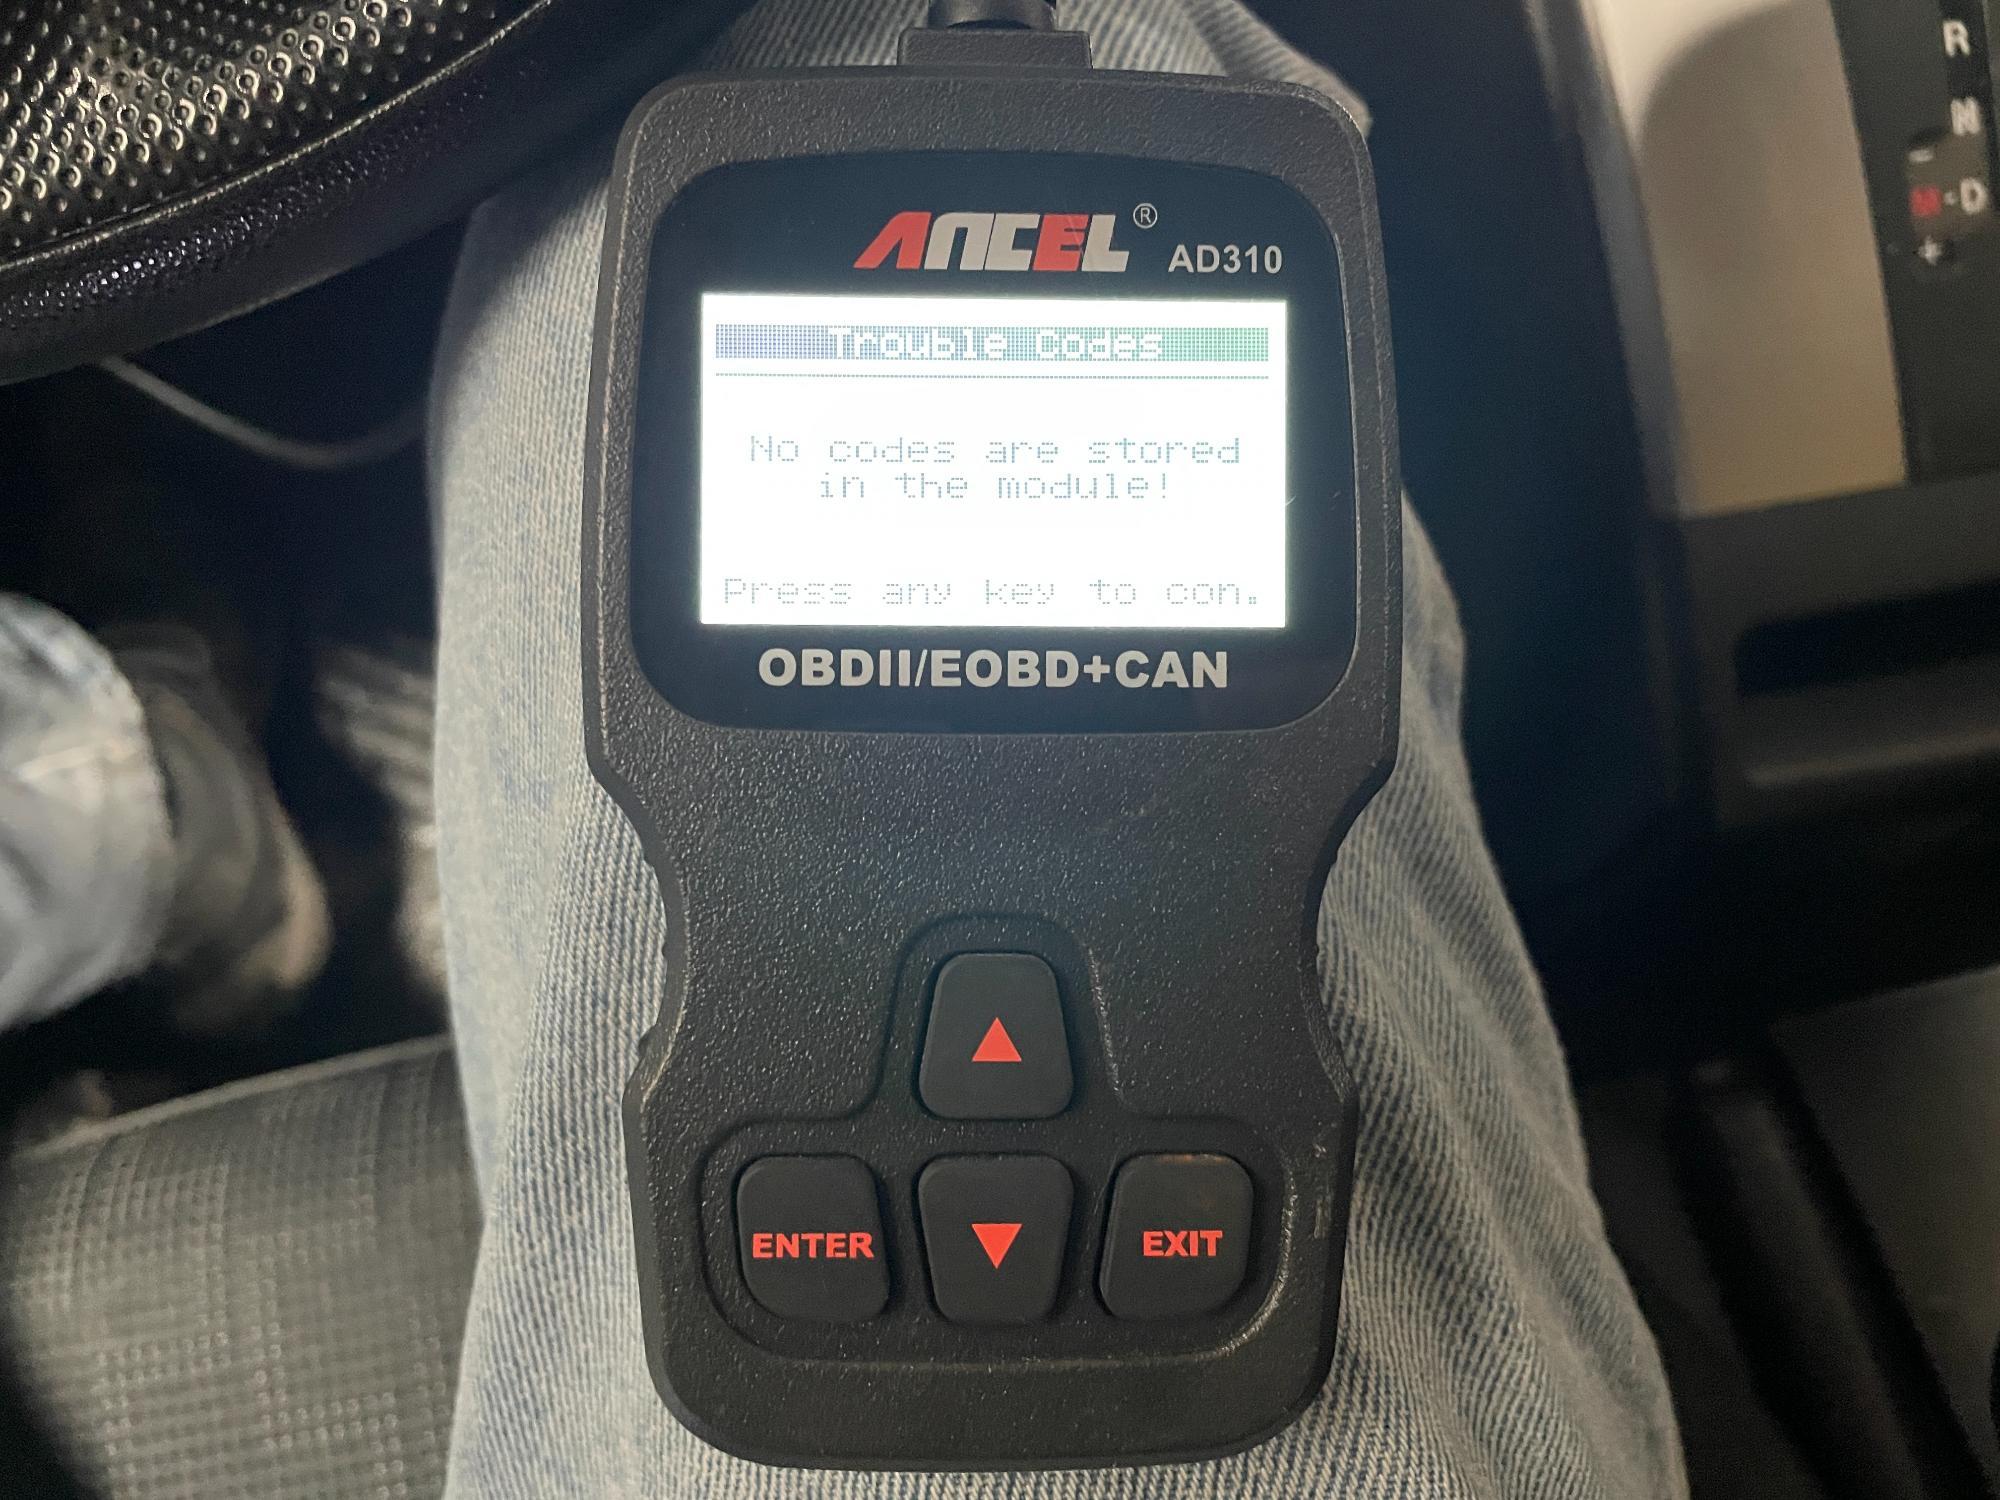 ANCEL® AD310
Trouble Codes
No codes are stored
in the module!
Press any key to con.
OBDII/EOBD+CAN
ENTER
EXIT
R
N
-
M-D
+